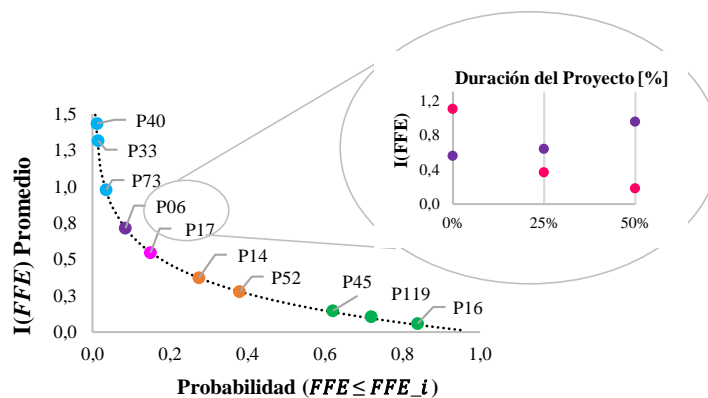 Duración del Proyecto [%]
I(FFE)
1,2
0,8
0,4
0,0
0%
25%
50%
I(FFE) Promedio
1,5
1,3
1,0
0,8
0,5
0,3
0,0
P40
P33
P73
P06
P17
P14
P52
P45
P119
P16
0,0
0,2
0,4
0,6
0,8
1,0
Probabilidad (FFE ≤ FFE_i)